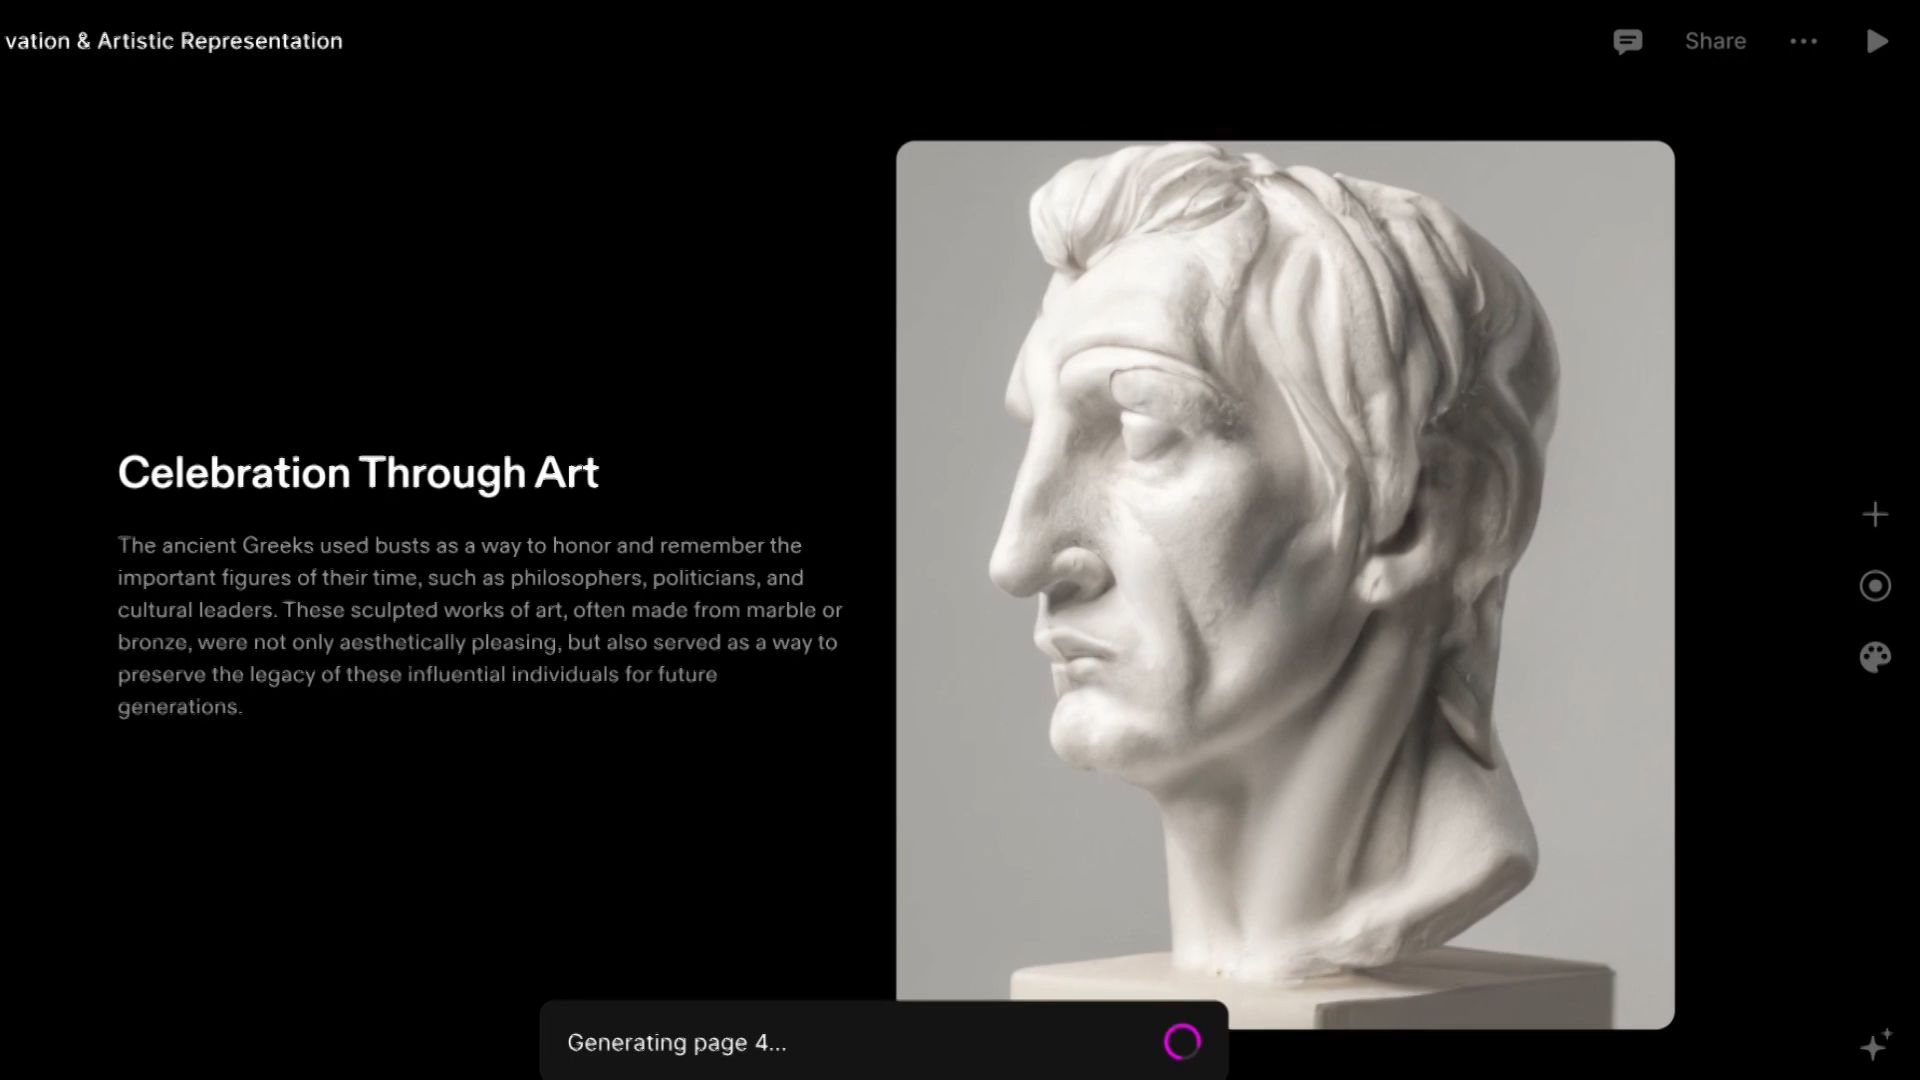 vation & Artistic Representation
Share
Celebration Through Art
The ancient Greeks used busts as a way to honor and remember the
important figures of their time, such as philosophers, politicians, and
cultural leaders. These sculpted works of art, often made from marble or
bronze, were not only aesthetically pleasing, but also served as a way to
preserve the legacy of these influential individuals for future
generations.
Generating page 4...